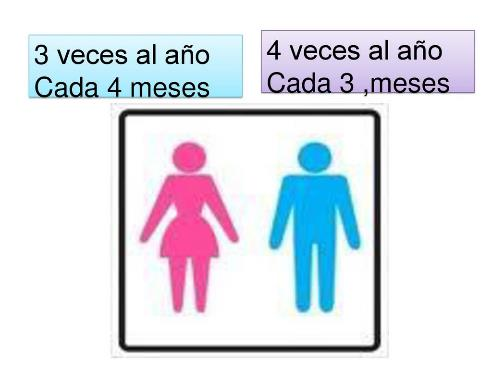 3 veces al año
Cada 4 meses
4 veces al año
Cada 3 ,meses